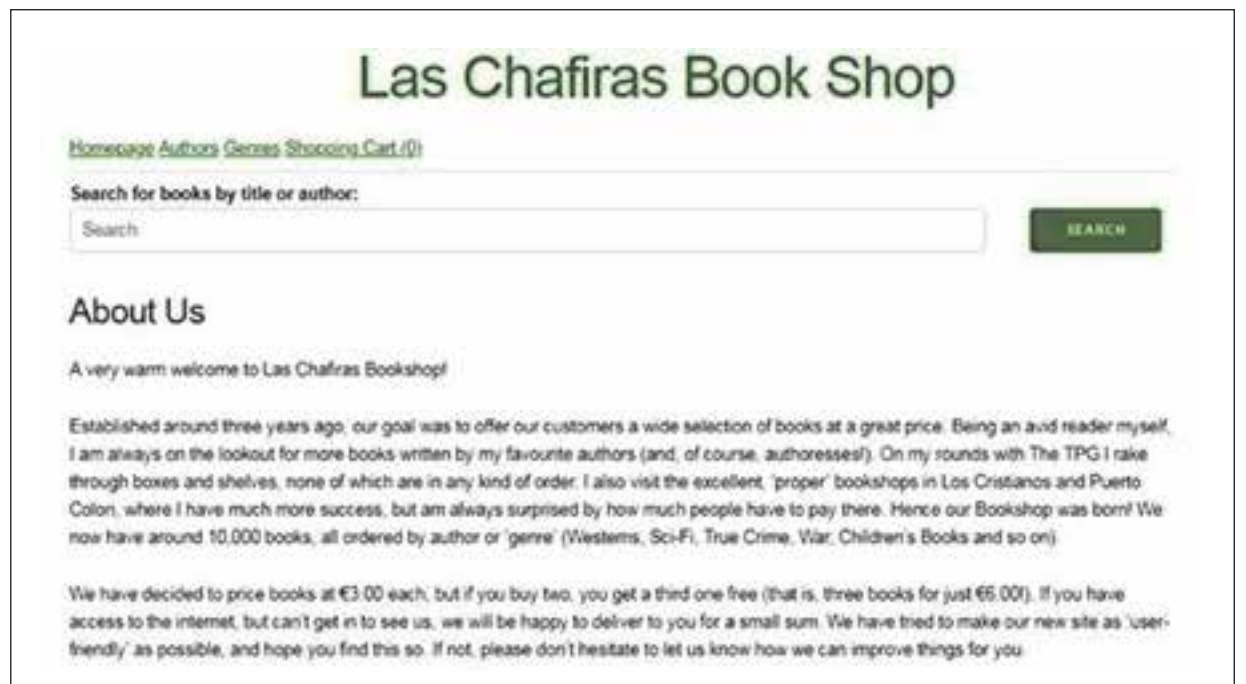 Las Chafiras Book Shop
Homepage Authors Genres Shopping Cart (0)
Search for books by title or author:
Search
SEARCH
About Us
A very warm welcome to Las Chafiras Bookshop!
Established around three years ago, our goal was to offer our customers a wide selection of books at a great price. Being an avid reader myself,
I am always on the lookout for more books written by my favourite authors (and, of course, authoresses!). On my rounds with The TPG I rake
through boxes and shelves, none of which are in any kind of order. I also visit the excellent, 'proper' bookshops in Los Cristianos and Puerto
Colon, where I have much more success, but am always surprised by how much people have to pay there. Hence our Bookshop was born! We
now have around 10,000 books, all ordered by author or 'genre' (Westerns, Sci-Fi, True Crime, War, Children's Books and so on).
We have decided to price books at €3.00 each, but if you buy two, you get a third one free (that is, three books for just €6.00!). If you have
access to the internet, but can't get in to see us, we will be happy to deliver to you for a small sum. We have tried to make our new site as 'user-
friendly' as possible, and hope you find this so. If not, please don't hesitate to let us know how we can improve things for you.